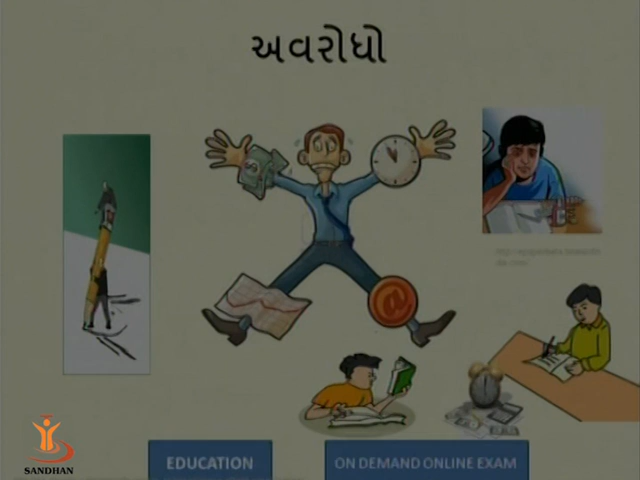 અવરોધો
SANDHAN
EDUCATION
ON DEMAND ONLINE EXAM